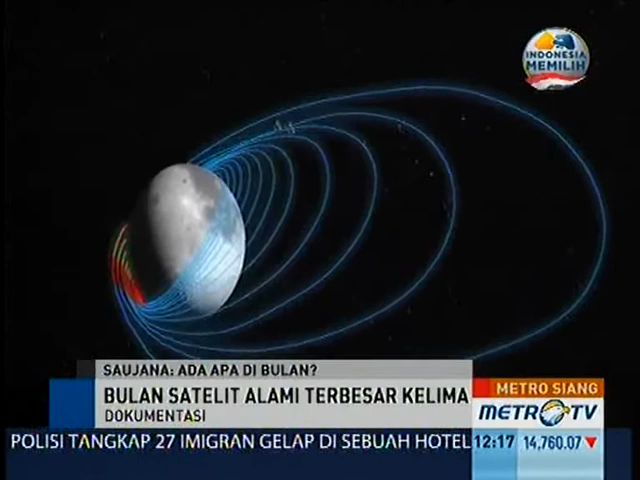 INDONESIA
MEMILIH
SAUJANA: ADA APA DI BULAN?
BULAN SATELIT ALAMI TERBESAR KELIMA
DOKUMENTASI
METRO SIANG
METRO TV
POLISI TANGKAP 27 IMIGRAN GELAP DI SEBUAH HOTEL
12:17
14,760.07